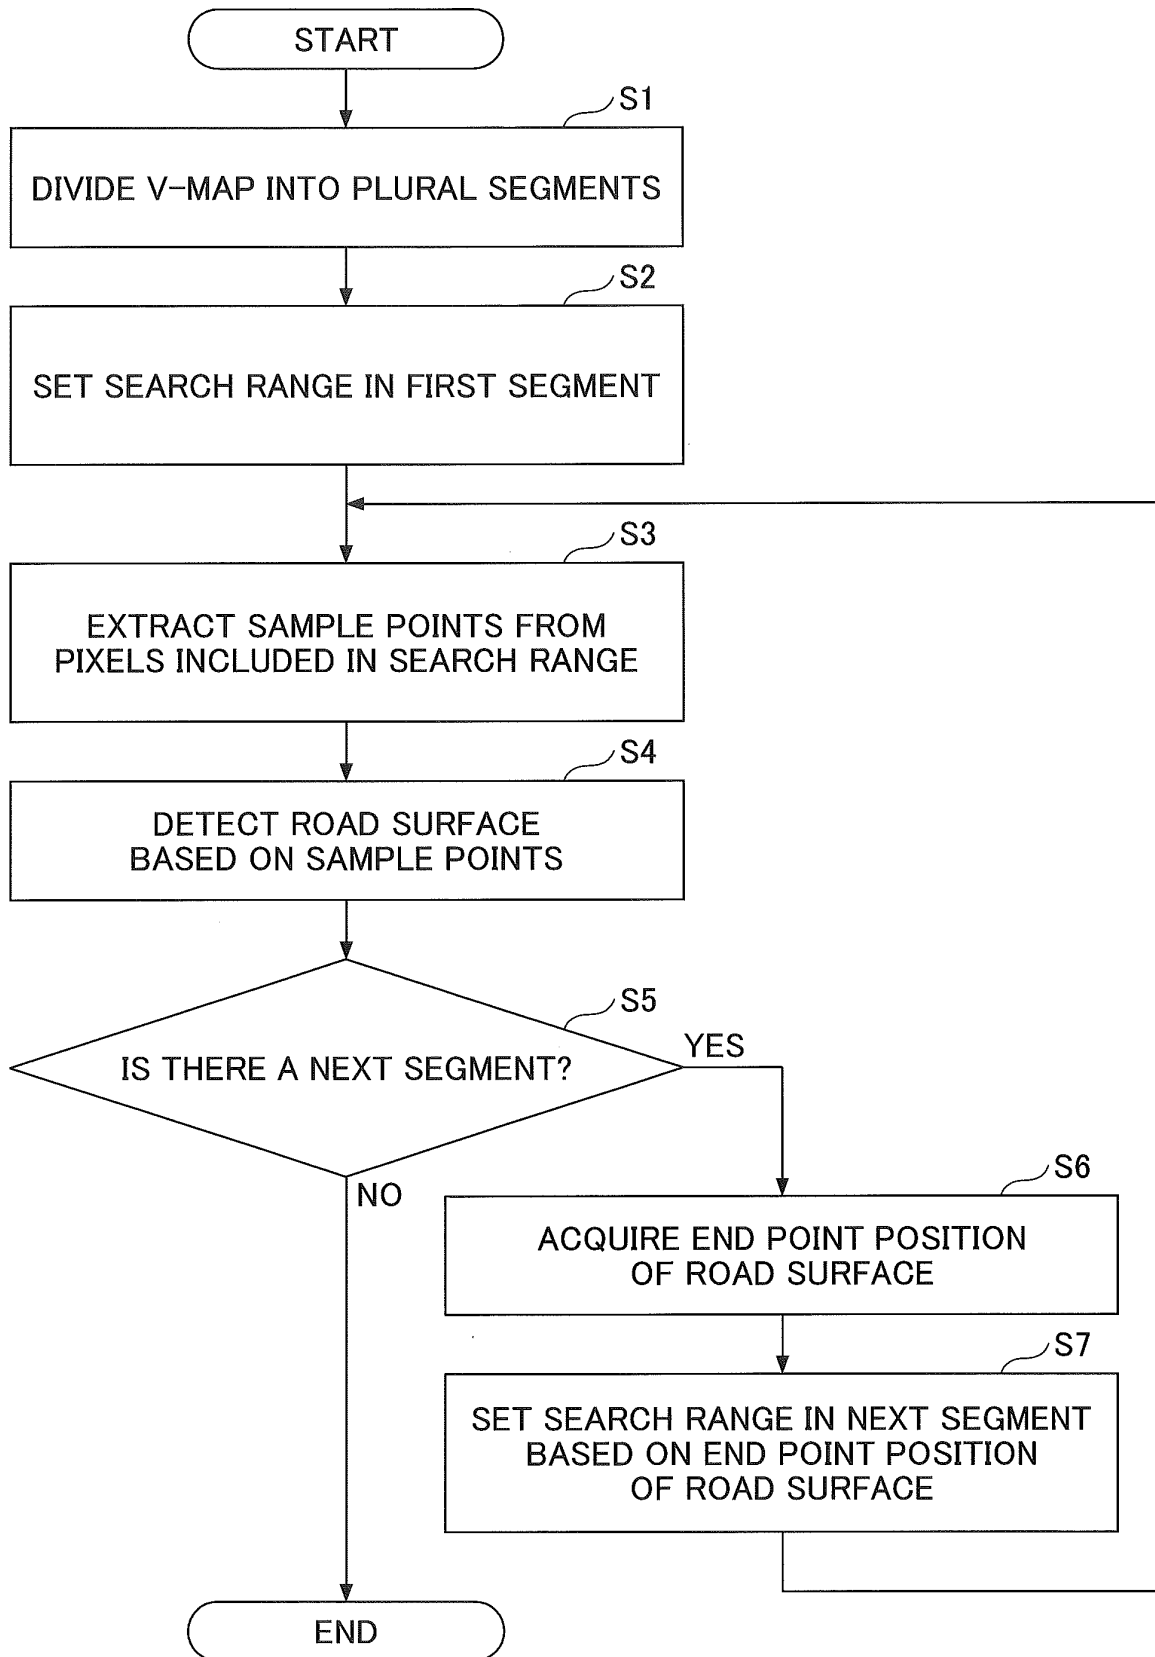 START
S1
DIVIDE V-MAP INTO PLURAL SEGMENTS
S2
SET SEARCH RANGE IN FIRST SEGMENT
S3
EXTRACT SAMPLE POINTS FROM
PIXELS INCLUDED IN SEARCH RANGE
S4
DETECT ROAD SURFACE
BASED ON SAMPLE POINTS
S5
IS THERE A NEXT SEGMENT?
YES
NO
S6
ACQUIRE END POINT POSITION
OF ROAD SURFACE
S7
SET SEARCH RANGE IN NEXT SEGMENT
BASED ON END POINT POSITION
OF ROAD SURFACE
END